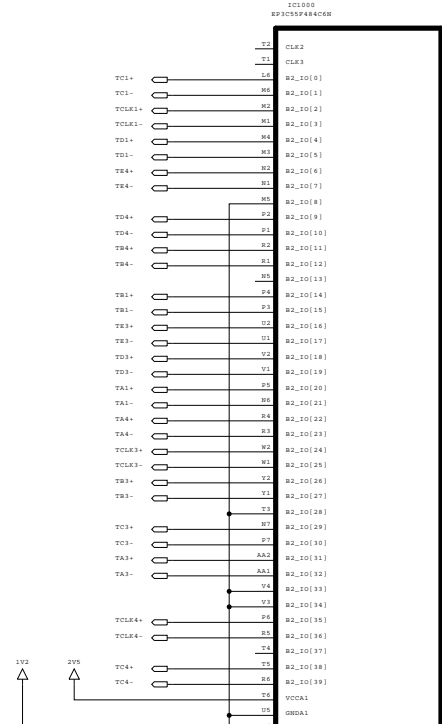 IC1000
EP3C55F484C6N
T2 CLK2
T1 CLK3
TC1+ L6 B2_IO[0]
TC1- M6 B2_IO[1]
TCLK1+ M2 B2_IO[2]
TCLK1- M1 B2_IO[3]
TD1+ M4 B2_IO[4]
TD1- M3 B2_IO[5]
TE4+ N2 B2_IO[6]
TE4- N1 B2_IO[7]
M5 B2_IO[8]
TD4+ P2 B2_IO[9]
TD4- P1 B2_IO[10]
TB4+ R2 B2_IO[11]
TB4- R1 B2_IO[12]
N5 B2_IO[13]
TB1+ P4 B2_IO[14]
TB1- P3 B2_IO[15]
TE3+ U2 B2_IO[16]
TE3- U1 B2_IO[17]
TD3+ V2 B2_IO[18]
TD3- V1 B2_IO[19]
TA1+ P5 B2_IO[20]
TA1- N6 B2_IO[21]
TA4+ R4 B2_IO[22]
TA4- R3 B2_IO[23]
TCLK3+ W2 B2_IO[24]
TCLK3- W1 B2_IO[25]
TB3+ Y2 B2_IO[26]
TB3- Y1 B2_IO[27]
T3 B2_IO[28]
TC3+ N7 B2_IO[29]
TC3- P7 B2_IO[30]
TA3+ AA2 B2_IO[31]
TA3- AA1 B2_IO[32]
V4 B2_IO[33]
V3 B2_IO[34]
TCLK4+ P6 B2_IO[35]
TCLK4- R5 B2_IO[36]
T4 B2_IO[37]
1V2 2V5 TC4+ T5 B2_IO[38]
TC4- R6 B2_IO[39]
T6 VCCA1
U5 GNDA1